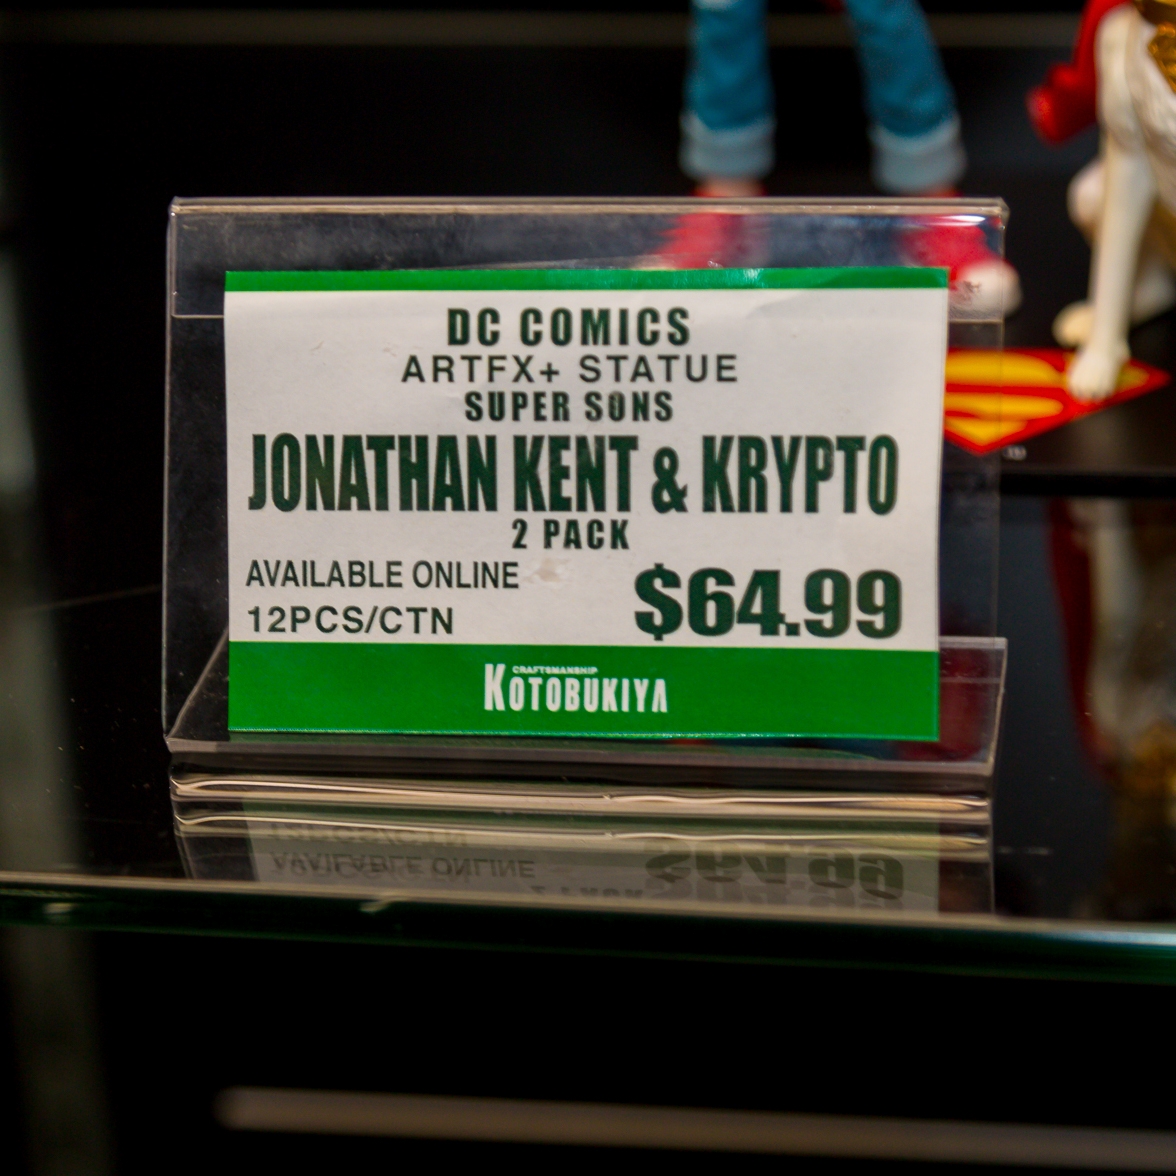 DC COMICS
ARTFX+ STATUE
SUPER SONS
JONATHAN KENT & KRYPTO
2 PACK
AVAILABLE ONLINE
12PCS/CTN
$64.99
CRAFTSMANSHIP
KOTOBUKIYA